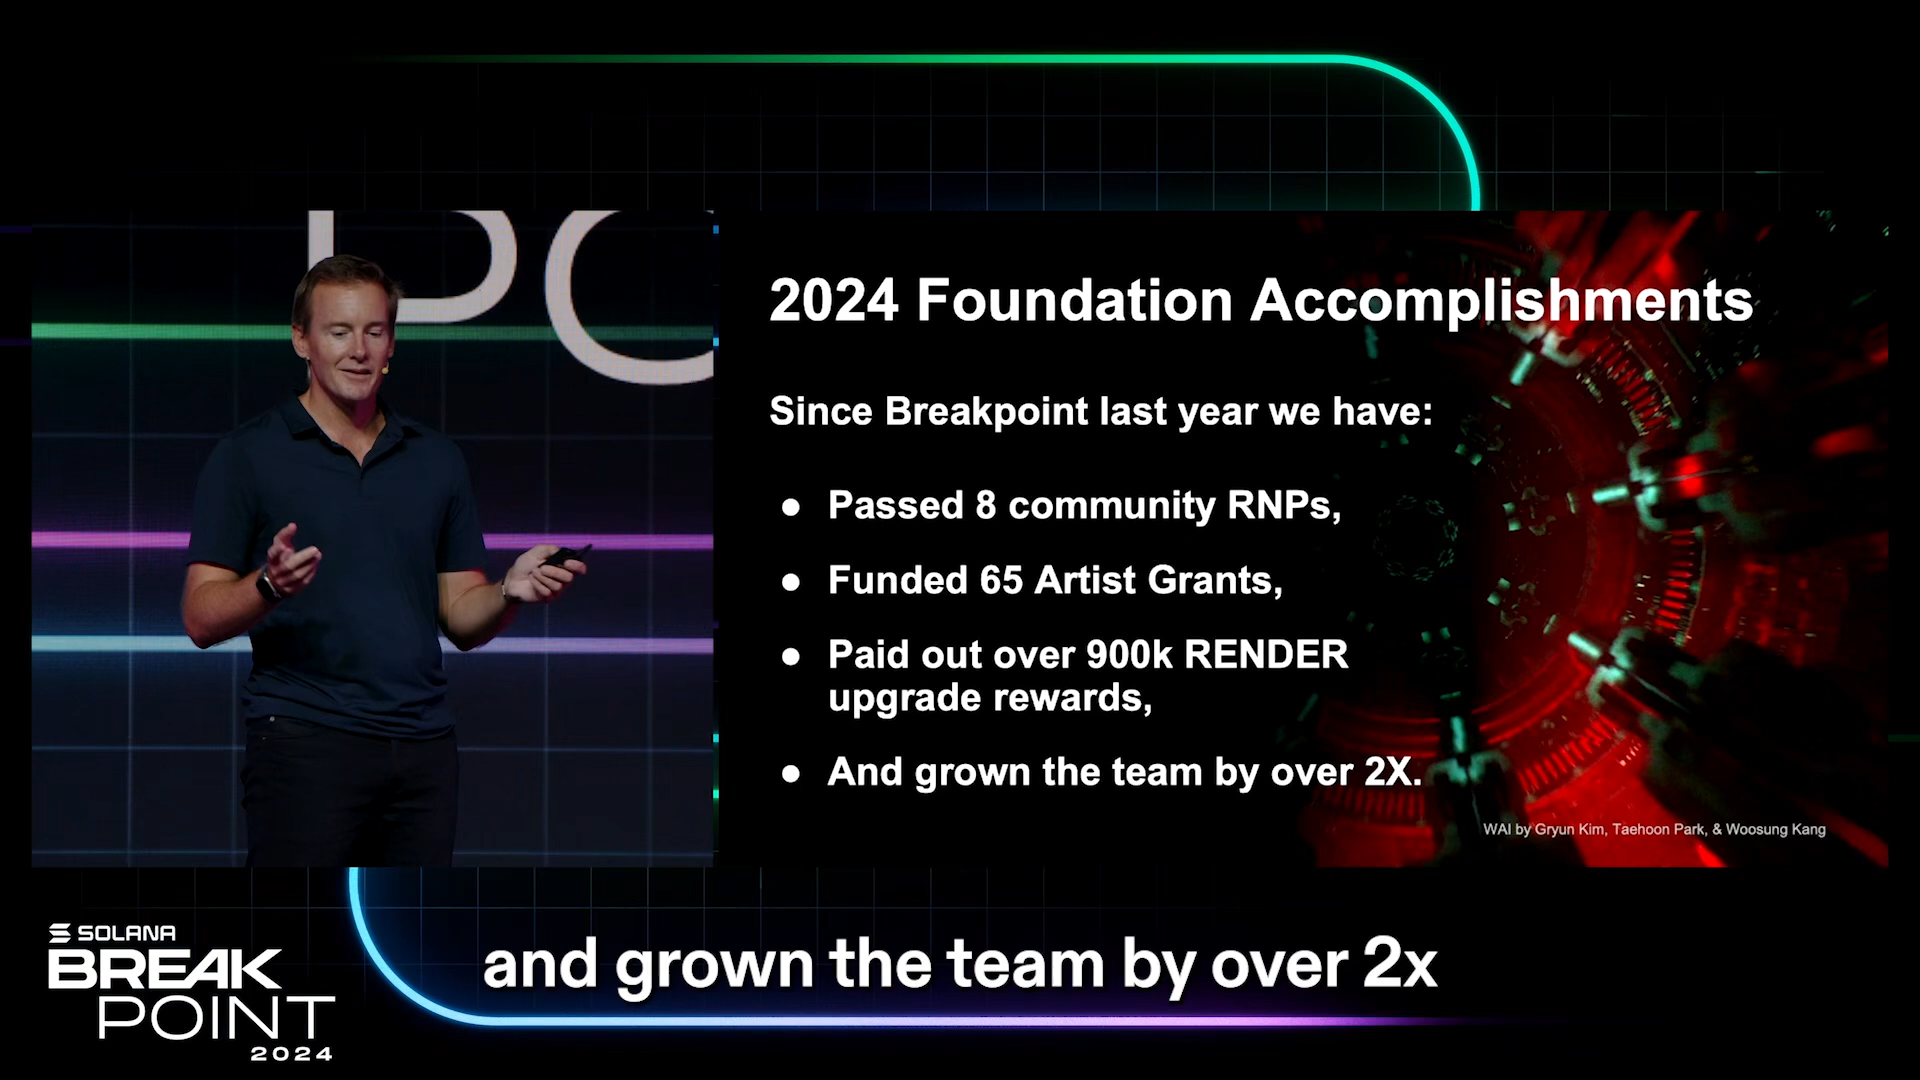 PO
2024 Foundation Accomplishments
Since Breakpoint last year we have:
● Passed 8 community RNPs,
● Funded 65 Artist Grants,
● Paid out over 900k RENDER
upgrade rewards,
● And grown the team by over 2X.
WAI by Gryun Kim, Taehoon Park, & Woosung Kang
and grown the team by over 2x
SOLANA
BREAK
POINT
2024